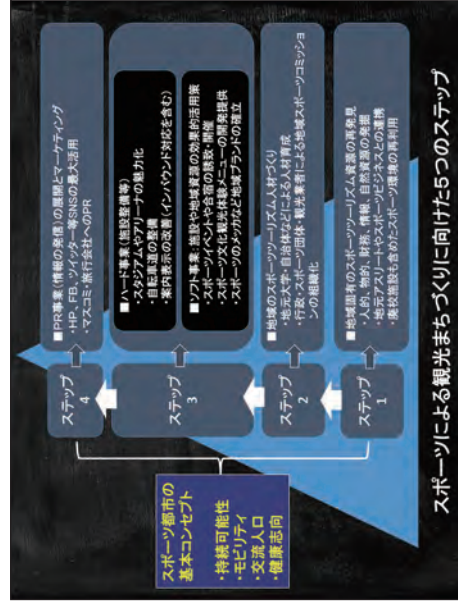 スポーツ都市の
基本コンセプト
・持続可能性
・モビリティ
・交流人口
・健康志向
ステップ
4
■PR事業(情報の発信)の展開とマーケティング
・HP、FB、ツイッター等SNSの最大活用
・マスコミ・旅行会社へのPR
ステップ
3
■ハード事業(施設整備等)
・スタジアムやアリーナの魅力化
・自転車道の整備
・案内表示の改善(インバウンド対応を含む)
■ソフト事業:施設や地域資源の効果的活用策
・スポーツイベントや合宿の誘致・開催
・スポーツ文化観光体験メニューの開発提供
・スポーツのメッカなど地域ブランドの確立
ステップ
2
■地域のスポーツツーリズム人材づくり
・地元大学・自治体などによる人材育成
・行政・スポーツ団体・観光業者による地域スポーツコミッショ
ンの組織化
ステップ
1
■地域固有のスポーツツーリズム資源の再発見
・人的、物的、財務、情報、自然資源の発掘
・地元アスリートやスポーツビジネスとの連携
・廃校施設も含めたスポーツ環境の再利用
スポーツによる観光まちづくりに向けた5つのステップ